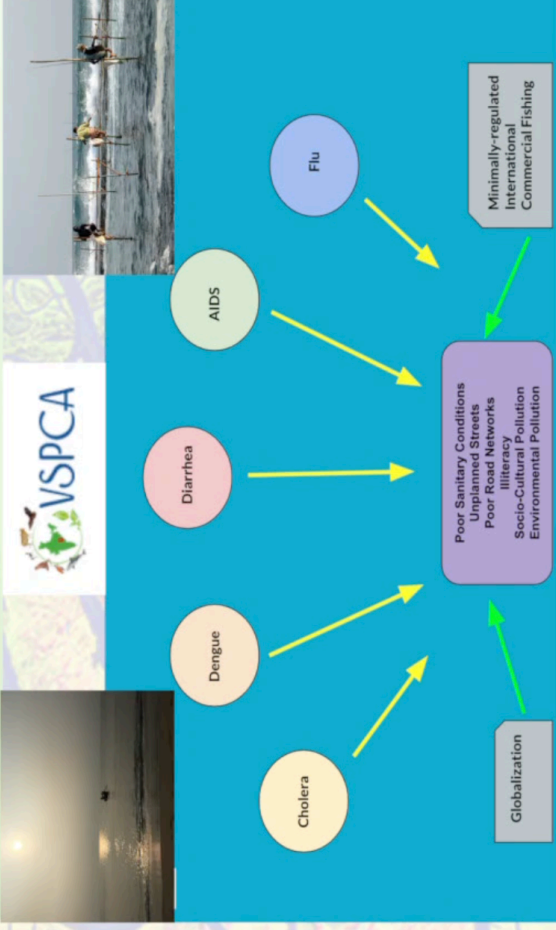 VSPCA
Cholera
Dengue
Diarrhea
AIDS
Flu
Globalization
Poor Sanitary Conditions
Unplanned Streets
Poor Road Networks
Illiteracy
Socio-Cultural Pollution
Environmental Pollution
Minimally-regulated
International
Commercial Fishing